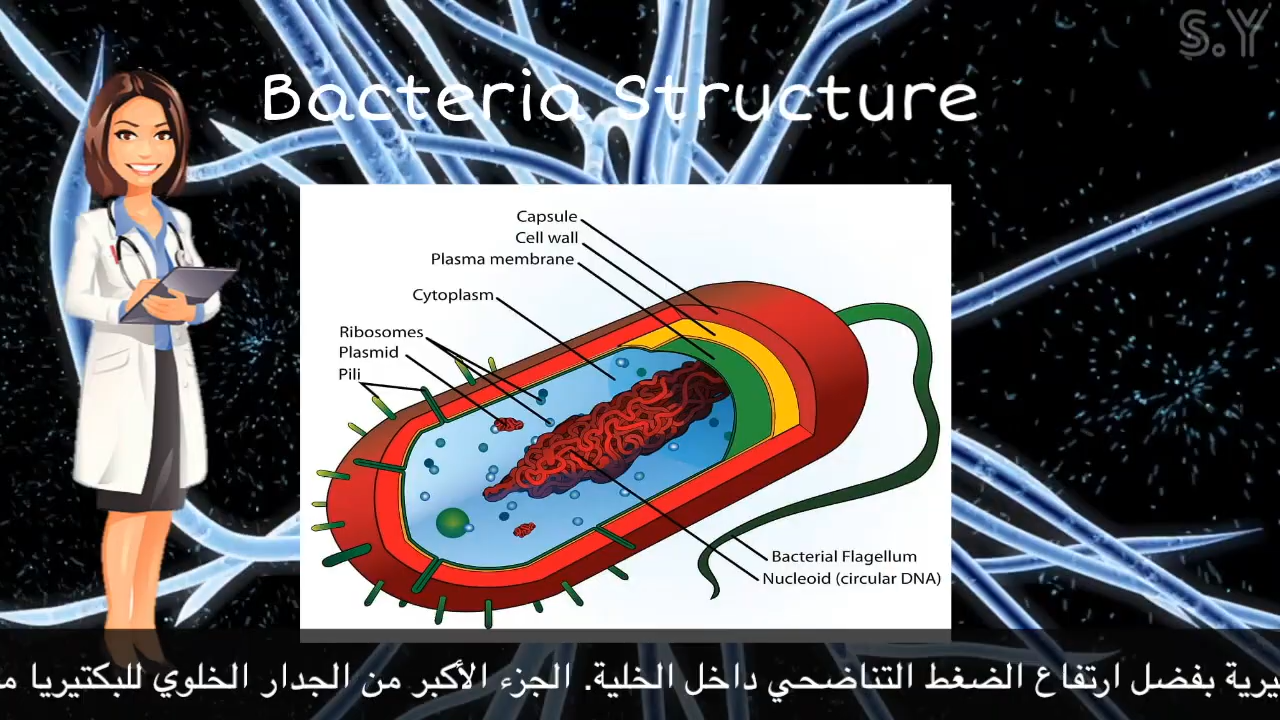 S.Y
Bacteria Structure
Capsule
Cell wall
Plasma membrane
Cytoplasm
Ribosomes
Plasmid
Pili
Bacterial Flagellum
Nucleoid (circular DNA)
بفضل ارتفاع الضغط التناضحي داخل الخلية. الجزء الأكبر من الجدار الخلوي للبكتيريا